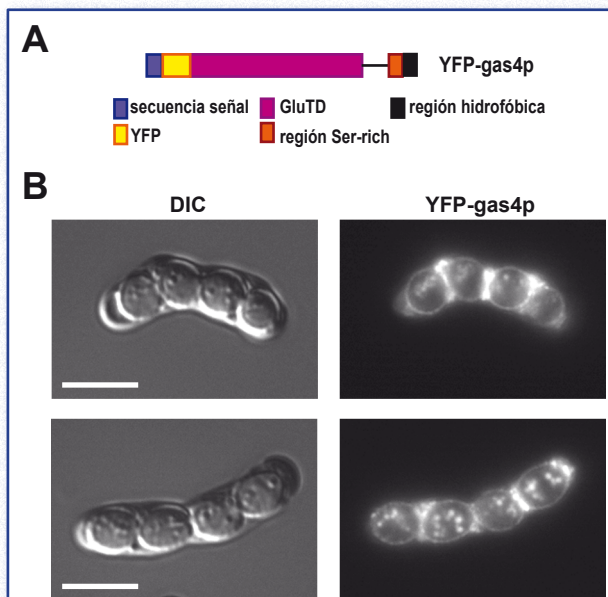 A
YFP-gas4p
secuencia señal
GluTD
región hidrofóbica
YFP
región Ser-rich
B
DIC
YFP-gas4p